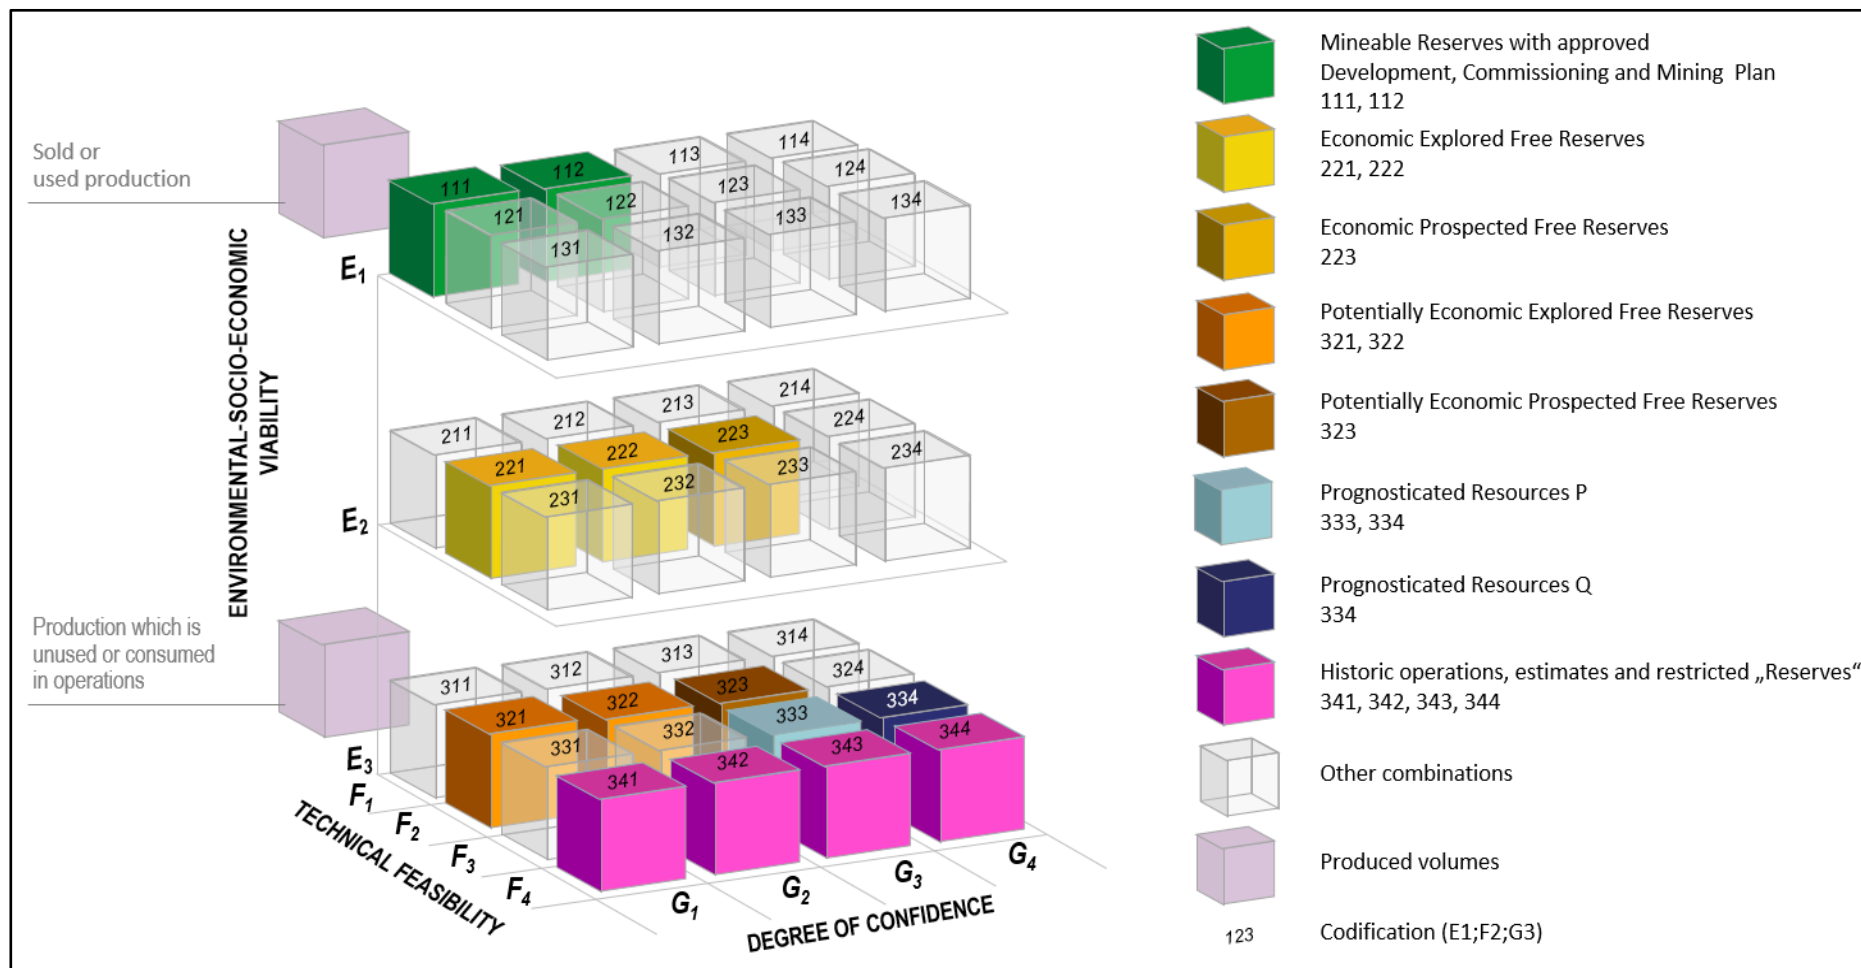 Sold or
used production
ENVIRONMENTAL-SOCIO-ECONOMIC
VIABILITY
Production which is
unused or consumed
in operations
E1
111
112
113
114
121
122
123
124
131
132
133
134
E2
211
212
213
214
221
222
223
224
231
232
233
234
E3
311
312
313
314
321
322
323
324
331
332
333
334
341
342
343
344
F1
F2
F3
F4
TECHNICAL FEASIBILITY
G1
G2
G3
G4
DEGREE OF CONFIDENCE
Mineable Reserves with approved
Development, Commissioning and Mining Plan
111, 112
Economic Explored Free Reserves
221, 222
Economic Prospected Free Reserves
223
Potentially Economic Explored Free Reserves
321, 322
Potentially Economic Prospected Free Reserves
323
Prognosticated Resources P
333, 334
Prognosticated Resources Q
334
Historic operations, estimates and restricted „Reserves“
341, 342, 343, 344
Other combinations
Produced volumes
123 Codification (E1;F2;G3)